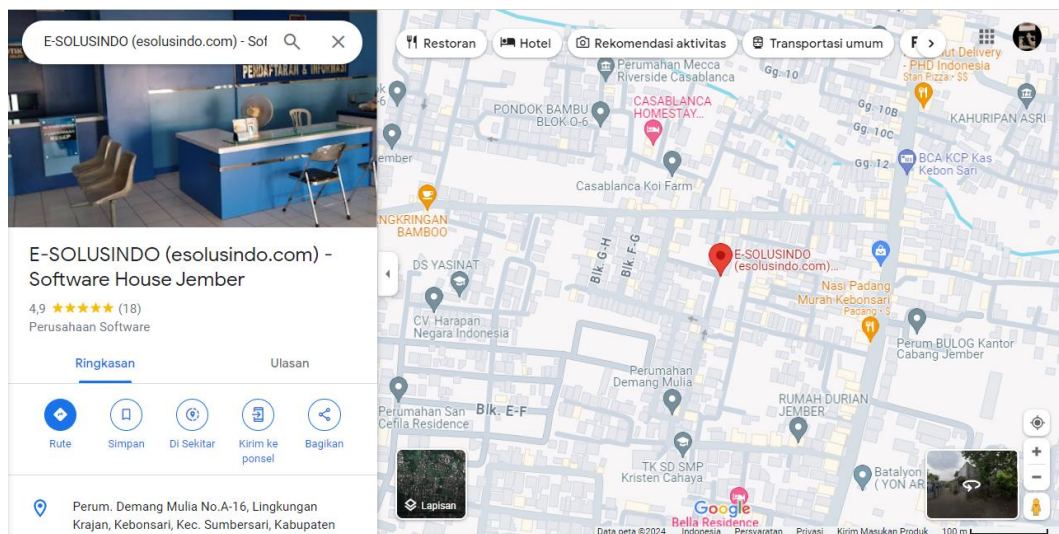 E-SOLUSINDO (esolusindo.com) - Sof
PENDAFTARAN & INFORMASI
RESEP
E-SOLUSINDO (esolusindo.com) -
Software House Jember
4,9 (18)
Perusahaan Software
Ringkasan
Ulasan
Rute
Simpan
Di Sekitar
Kirim ke
ponsel
Bagikan
Perum. Demang Mulia No.A-16, Lingkungan
Krajan, Kebonsari, Kec. Sumbersari, Kabupaten
Restoran
Hotel
Rekomendasi aktivitas
Transportasi umum
ut Delivery
- PHD Indonesia
Stan Pizza · $$
Perumahan Mecca
Riverside Casablanca
Gg. 10
PONDOK BAMBU
BLOK O-6
CASABLANCA
HOMESTAY...
Gg. 10B
Gg. 10C
KAHURIPAN ASRI
ember
Gg. 12
BCA KCP Kas
Kebon Sari
Casablanca Koi Farm
NGKRINGAN
BAMBOO
Blk. G-H
Blk. F-G
DS YASINAT
E-SOLUSINDO
(esolusindo.com)...
Nasi Padang
Murah Kebonsari
Padang · $
CV. Harapan
Negara Indonesia
Perum BULOG Kantor
Cabang Jember
Perumahan
Demang Mulia
RUMAH DURIAN
JEMBER
Perumahan San
Cefila Residence
Blk. E-F
TK SD SMP
Kristen Cahaya
Batalyon
( YON AR
Lapisan
Google
Bella Residence
Data peta ©2024 Indonesia Persyaratan Privasi Kirim Masukan Produk 100 m